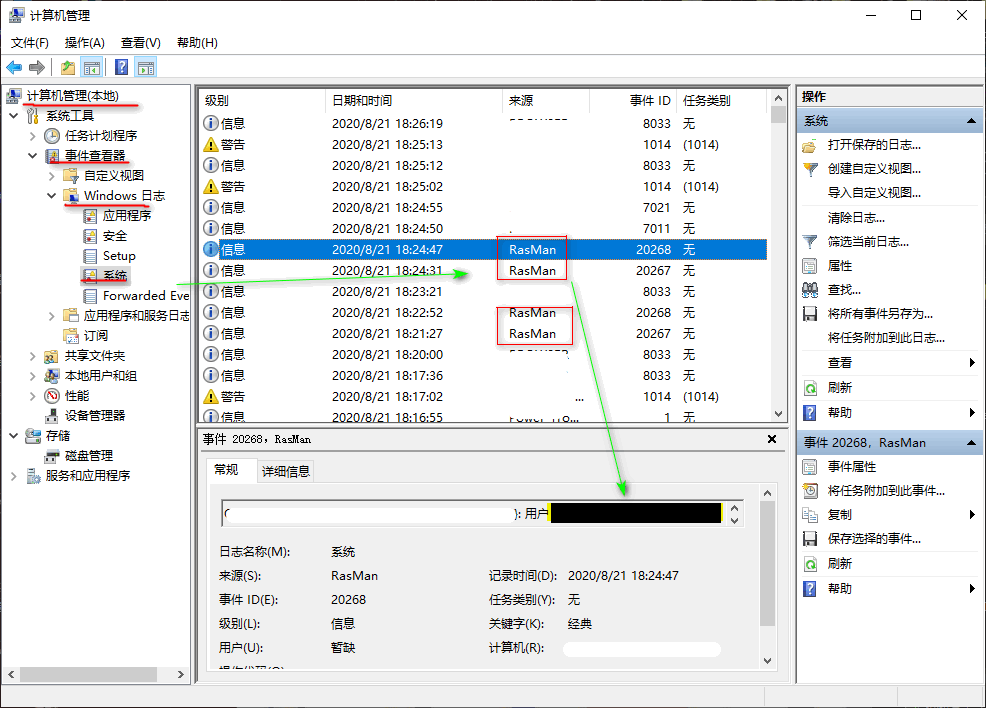 计算机管理
文件(F) 操作(A) 查看(V) 帮助(H)
计算机管理(本地)
系统工具
任务计划程序
事件查看器
自定义视图
Windows 日志
应用程序
安全
Setup
系统
Forwarded Eve
应用程序和服务日志
订阅
共享文件夹
本地用户和组
性能
设备管理器
存储
磁盘管理
服务和应用程序
级别 日期和时间 来源 事件 ID 任务类别
信息 2020/8/21 18:26:19 8033 无
警告 2020/8/21 18:25:13 1014 (1014)
信息 2020/8/21 18:25:12 8033 无
警告 2020/8/21 18:25:02 1014 (1014)
信息 2020/8/21 18:24:55 7021 无
信息 2020/8/21 18:24:50 7011 无
信息 2020/8/21 18:24:47 RasMan 20268 无
信息 2020/8/21 18:24:31 RasMan 20267 无
信息 2020/8/21 18:23:21 8033 无
信息 2020/8/21 18:22:52 RasMan 20268 无
信息 2020/8/21 18:21:27 RasMan 20267 无
信息 2020/8/21 18:20:00 8033 无
信息 2020/8/21 18:17:36 8033 无
警告 2020/8/21 18:17:02 ... 1014 (1014)
信息 2020/8/21 18:16:55 1 无
事件 20268，RasMan
常规 详细信息
}: 用户
日志名称(M): 系统
来源(S): RasMan 记录时间(D): 2020/8/21 18:24:47
事件 ID(E): 20268 任务类别(Y): 无
级别(L): 信息 关键字(K): 经典
用户(U): 暂缺 计算机(R):
操作
系统
打开保存的日志...
创建自定义视图...
导入自定义视图...
清除日志...
筛选当前日志...
属性
查找...
将所有事件另存为...
将任务附加到此日志...
查看
刷新
帮助
事件 20268，RasMan
事件属性
将任务附加到此事件...
复制
保存选择的事件...
刷新
帮助